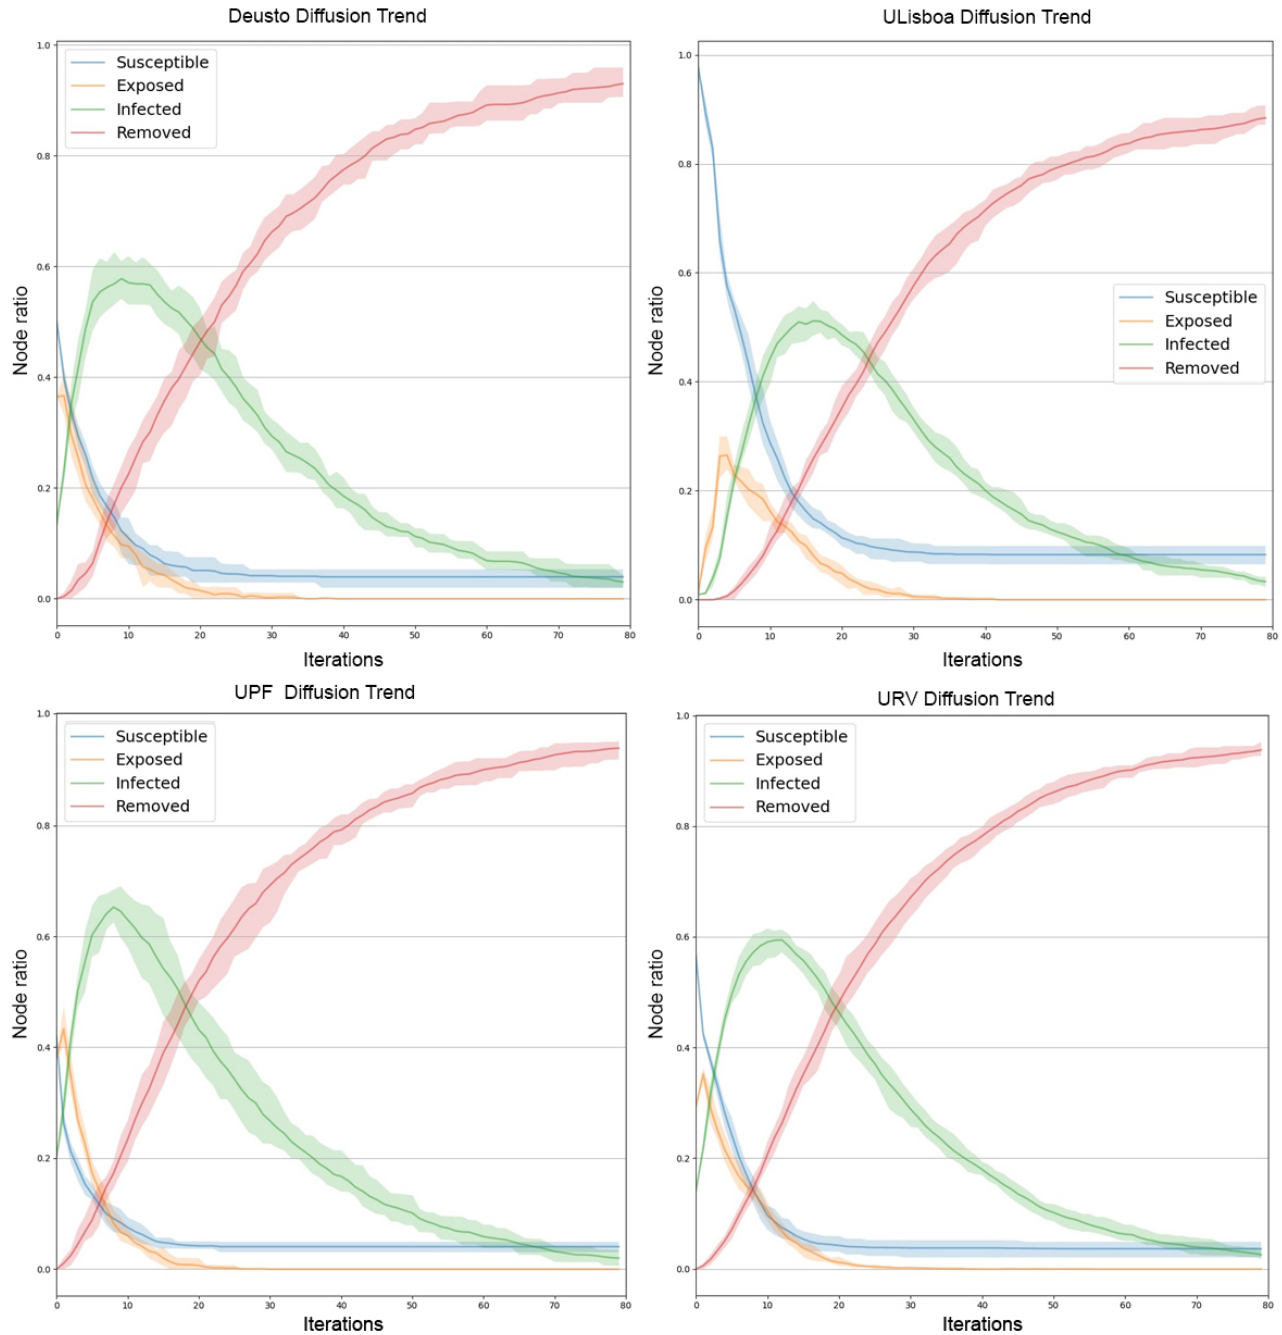 Deusto Diffusion Trend
1.0
0.8
0.6
0.4
0.2
0.0
Node ratio
Susceptible
Exposed
Infected
Removed
0 10 20 30 40 50 60 70 80
Iterations
ULisboa Diffusion Trend
1.0
0.8
0.6
0.4
0.2
0.0
Node ratio
Susceptible
Exposed
Infected
Removed
0 10 20 30 40 50 60 70 80
Iterations
UPF Diffusion Trend
1.0
0.8
0.6
0.4
0.2
0.0
Node ratio
Susceptible
Exposed
Infected
Removed
0 10 20 30 40 50 60 70 80
Iterations
URV Diffusion Trend
1.0
0.8
0.6
0.4
0.2
0.0
Node ratio
Susceptible
Exposed
Infected
Removed
0 10 20 30 40 50 60 70 80
Iterations